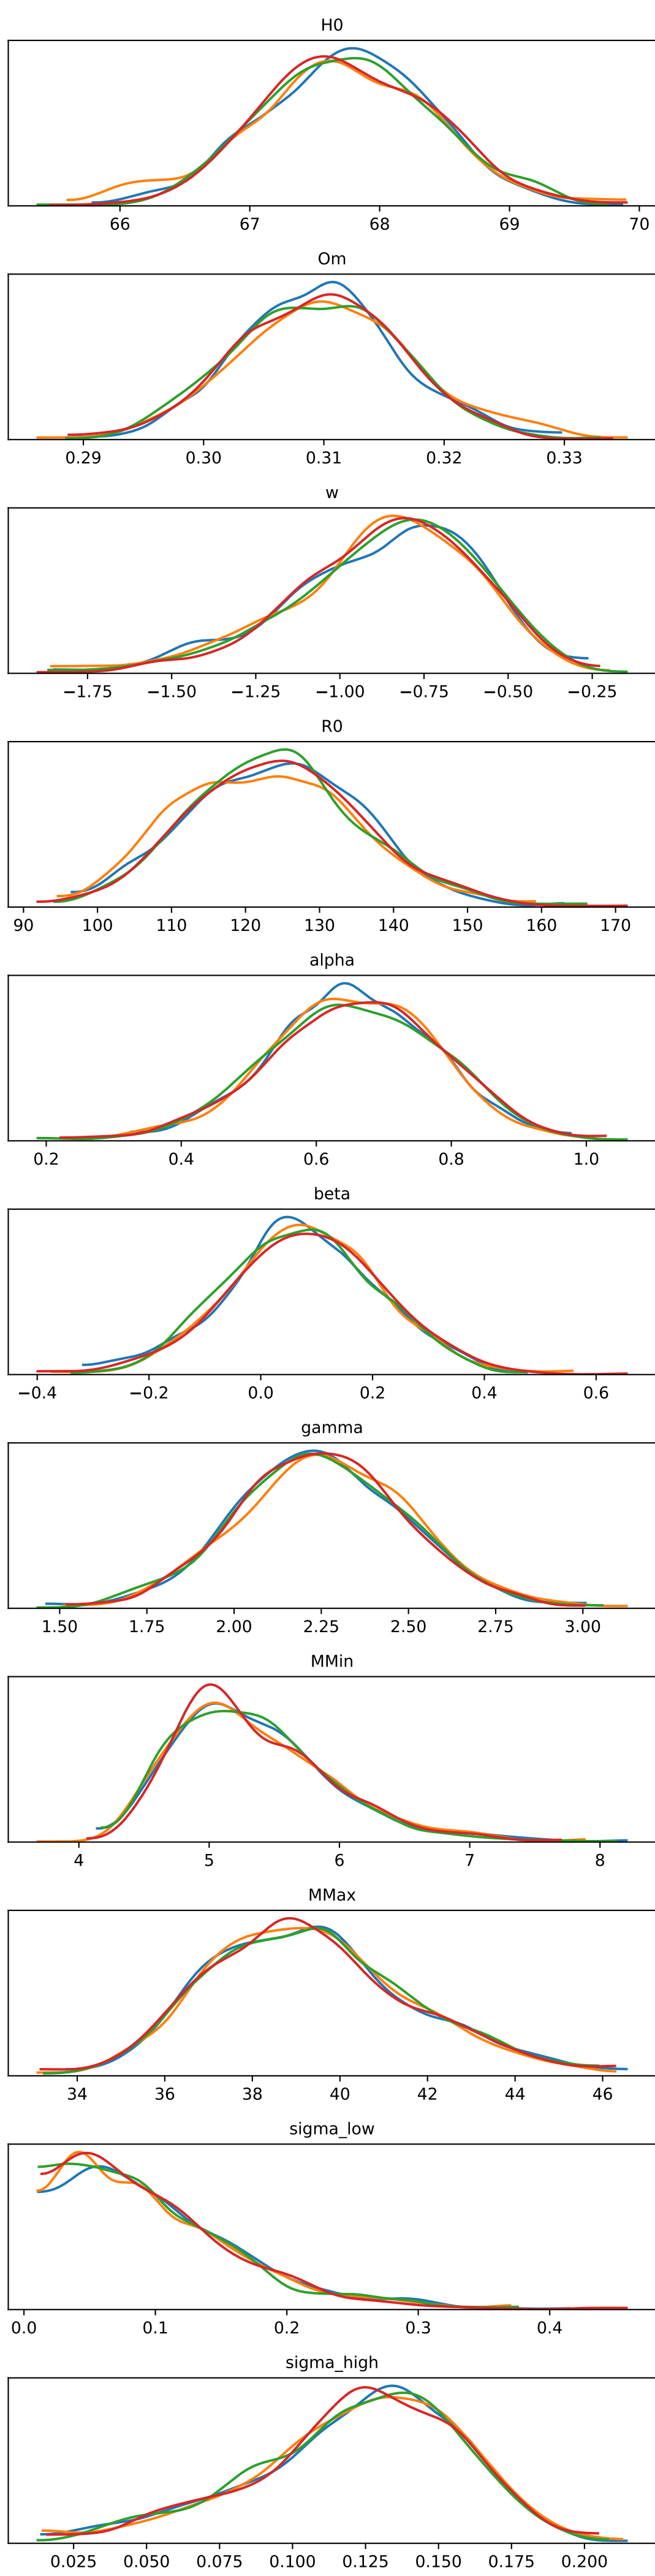 H0
66 67 68 69 70
Om
0.29 0.30 0.31 0.32 0.33
w
−1.75 −1.50 −1.25 −1.00 −0.75 −0.50 −0.25
R0
90 100 110 120 130 140 150 160 170
alpha
0.2 0.4 0.6 0.8 1.0
beta
−0.4 −0.2 0.0 0.2 0.4 0.6
gamma
1.50 1.75 2.00 2.25 2.50 2.75 3.00
MMin
4 5 6 7 8
MMax
34 36 38 40 42 44 46
sigma_low
0.0 0.1 0.2 0.3 0.4
sigma_high
0.025 0.050 0.075 0.100 0.125 0.150 0.175 0.200